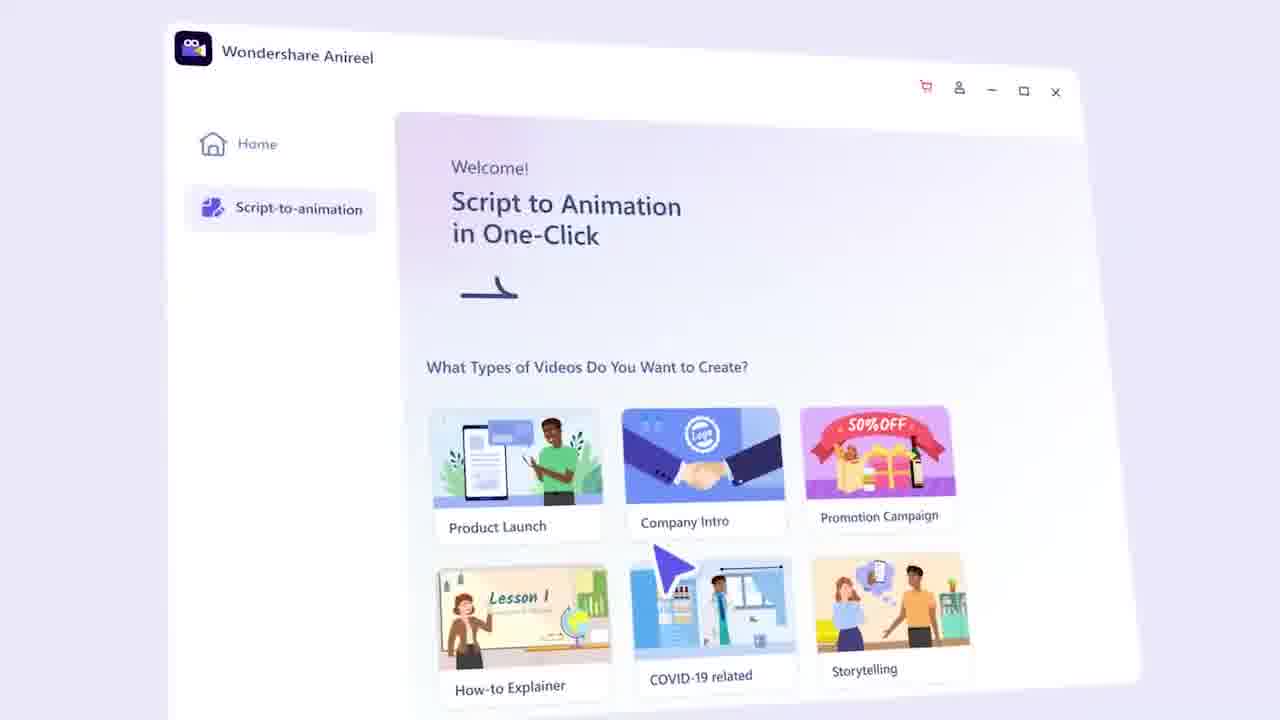 Wondershare Anireel
Home
Script-to-animation
Welcome!
Script to Animation
in One-Click
What Types of Videos Do You Want to Create?
Logo
50%OFF
Product Launch
Company Intro
Promotion Campaign
Lesson 1
How-to Explainer
COVID-19 related
Storytelling